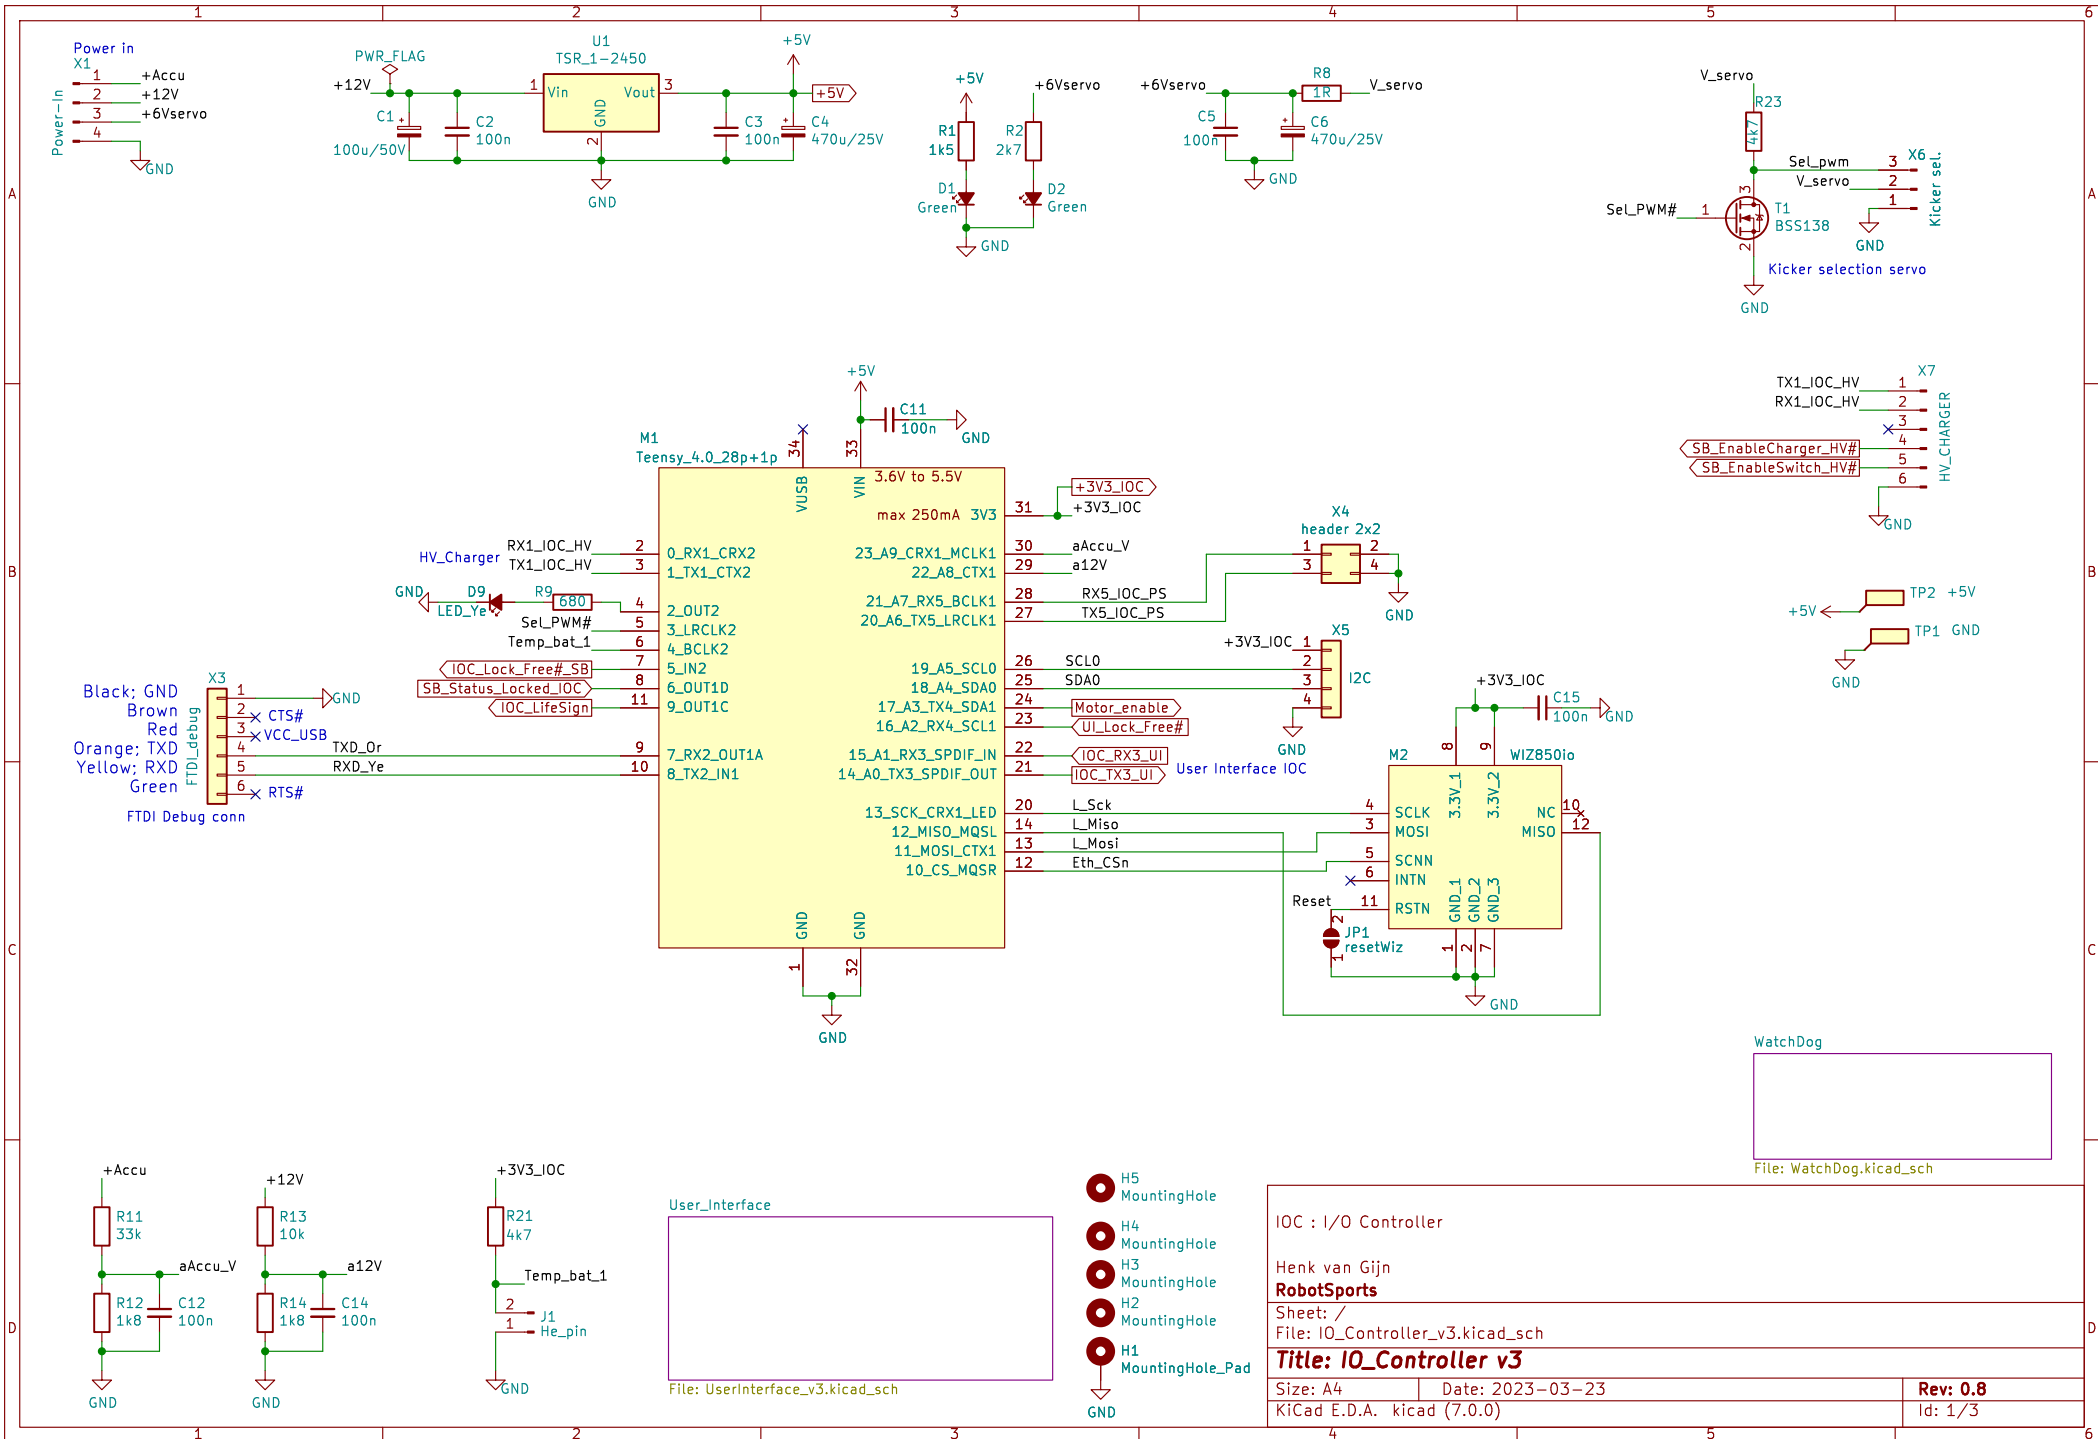 1 2 3 4 5 6
A B C D
Power in
X1
Power-In
1 +Accu
2 +12V
3 +6Vservo
4
GND
PWR_FLAG
+12V
C1
100u/50V
C2
100n
U1
TSR_1-2450
1 Vin
Vout 3
GND
2
GND
C3
100n
C4
470u/25V
+5V
+5V
+5V
R1
1k5
D1
Green
+6Vservo
R2
2k7
D2
Green
GND
+6Vservo
C5
100n
R8
1R
V_servo
C6
470u/25V
GND
V_servo
R23
4k7
Sel_pwm
V_servo
X6
3
2
1
Kicker sel.
GND
Sel_PWM#
1
3
2
T1
BSS138
Kicker selection servo
GND
X7
TX1_IOC_HV 1
RX1_IOC_HV 2
3
SB_EnableCharger_HV# 4
SB_EnableSwitch_HV# 5
6
HV_CHARGER
GND
+5V
C11
100n
GND
M1
Teensy_4.0_28p+1p
34
VUSB
33
VIN
3.6V to 5.5V
max 250mA 3V3 31
+3V3_IOC
+3V3_IOC
HV_Charger
RX1_IOC_HV 2 0_RX1_CRX2
TX1_IOC_HV 3 1_TX1_CTX2
GND
D9
LED_Ye
R9
680
4 2_OUT2
Sel_PWM# 5 3_LRCLK2
Temp_bat_1 6 4_BCLK2
IOC_Lock_Free#_SB 7 5_IN2
SB_Status_Locked_IOC 8 6_OUT1D
IOC_LifeSign 11 9_OUT1C
9 7_RX2_OUT1A
10 8_TX2_IN1
23_A9_CRX1_MCLK1 30 aAccu_V
22_A8_CTX1 29 a12V
21_A7_RX5_BCLK1 28 RX5_IOC_PS
20_A6_TX5_LRCLK1 27 TX5_IOC_PS
19_A5_SCL0 26 SCL0
18_A4_SDA0 25 SDA0
17_A3_TX4_SDA1 24 Motor_enable
16_A2_RX4_SCL1 23 UI_Lock_Free#
15_A1_RX3_SPDIF_IN 22 IOC_RX3_UI
14_A0_TX3_SPDIF_OUT 21 IOC_TX3_UI
User Interface IOC
13_SCK_CRX1_LED 20 L_Sck
12_MISO_MQSL 14 L_Miso
11_MOSI_CTX1 13 L_Mosi
10_CS_MQSR 12 Eth_CSn
GND
GND
1
32
GND
X4
header 2x2
1 2
3 4
GND
X5
+3V3_IOC 1
2
3
4
I2C
GND
TP2 +5V
+5V
TP1 GND
GND
X3
Black; GND 1
GND
Brown 2 CTS#
Red 3 VCC_USB
Orange; TXD 4 TXD_Or
Yellow; RXD 5 RXD_Ye
Green 6 RTS#
FTDI_debug
FTDI Debug conn
+3V3_IOC
C15
100n
GND
M2
WIZ850io
8
9
3.3V_1
3.3V_2
4 SCLK
3 MOSI
5 SCNN
6 INTN
11 RSTN
NC 10
MISO 12
GND_1
GND_2
GND_3
1
2
7
Reset
2
JP1
resetWiz
1
GND
WatchDog
File: WatchDog.kicad_sch
+Accu
R11
33k
aAccu_V
R12
1k8
C12
100n
GND
+12V
R13
10k
a12V
R14
1k8
C14
100n
GND
+3V3_IOC
R21
4k7
Temp_bat_1
2
1
J1
He_pin
GND
User_Interface
File: UserInterface_v3.kicad_sch
H5
MountingHole
H4
MountingHole
H3
MountingHole
H2
MountingHole
H1
MountingHole_Pad
GND
IOC : I/O Controller
Henk van Gijn
RobotSports
Sheet: /
File: IO_Controller_v3.kicad_sch
Title: IO_Controller v3
Size: A4 Date: 2023-03-23 Rev: 0.8
KiCad E.D.A. kicad (7.0.0) Id: 1/3
A B C D
1 2 3 4 5 6